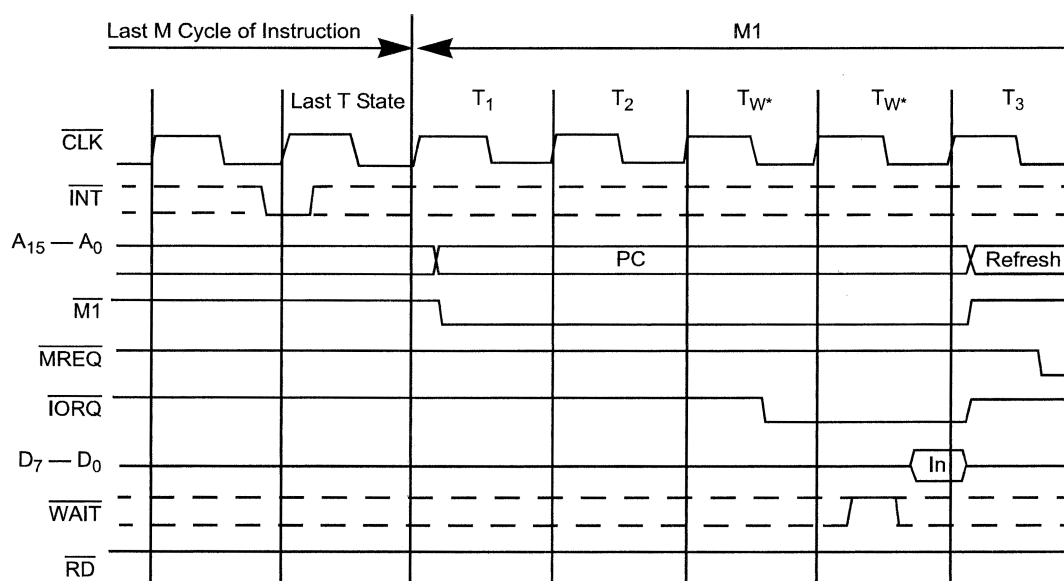 Last M Cycle of Instruction M1
Last T State T1 T2 TW* TW* T3
CLK
INT
A15 — A0 PC Refresh
M1
MREQ
IORQ
D7 — D0 In
WAIT
RD